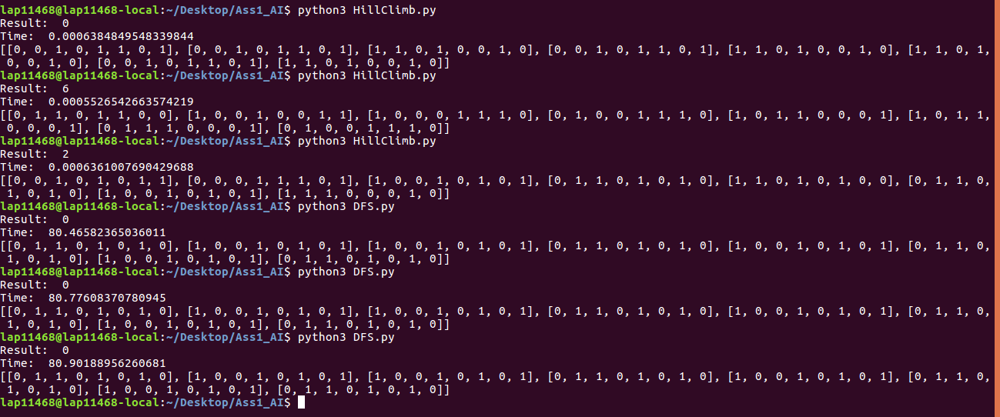 lap11468@lap11468-local:~/Desktop/Ass1_AI$ python3 HillClimb.py
Result:  0
Time:  0.0006384849548339844
[[0, 0, 1, 0, 1, 1, 0, 1], [0, 0, 1, 0, 1, 1, 0, 1], [1, 1, 0, 1, 0, 0, 1, 0], [0, 0, 1, 0, 1, 1, 0, 1], [1, 1, 0, 1, 0, 0, 1, 0], [1, 1, 0, 1,
 0, 0, 1, 0], [0, 0, 1, 0, 1, 1, 0, 1], [1, 1, 0, 1, 0, 0, 1, 0]]
lap11468@lap11468-local:~/Desktop/Ass1_AI$ python3 HillClimb.py
Result:  6
Time:  0.0005526542663574219
[[0, 1, 1, 0, 1, 1, 0, 0], [1, 0, 0, 1, 0, 0, 1, 1], [1, 0, 0, 0, 1, 1, 1, 0], [0, 1, 0, 0, 1, 1, 1, 0], [1, 0, 1, 1, 0, 0, 0, 1], [1, 0, 1, 1,
 0, 0, 0, 1], [0, 1, 1, 1, 0, 0, 0, 1], [0, 1, 0, 0, 1, 1, 1, 0]]
lap11468@lap11468-local:~/Desktop/Ass1_AI$ python3 HillClimb.py
Result:  2
Time:  0.0006361007690429688
[[0, 0, 1, 0, 1, 0, 1, 1], [0, 0, 0, 1, 1, 1, 0, 1], [1, 0, 0, 1, 0, 1, 0, 1], [0, 1, 1, 0, 1, 0, 1, 0], [1, 1, 0, 1, 0, 1, 0, 0], [0, 1, 1, 0,
 1, 0, 1, 0], [1, 0, 0, 1, 0, 1, 0, 1], [1, 1, 1, 0, 0, 0, 1, 0]]
lap11468@lap11468-local:~/Desktop/Ass1_AI$ python3 DFS.py
Result:  0
Time:  80.46582365036011
[[0, 1, 1, 0, 1, 0, 1, 0], [1, 0, 0, 1, 0, 1, 0, 1], [1, 0, 0, 1, 0, 1, 0, 1], [0, 1, 1, 0, 1, 0, 1, 0], [1, 0, 0, 1, 0, 1, 0, 1], [0, 1, 1, 0,
 1, 0, 1, 0], [1, 0, 0, 1, 0, 1, 0, 1], [0, 1, 1, 0, 1, 0, 1, 0]]
lap11468@lap11468-local:~/Desktop/Ass1_AI$ python3 DFS.py
Result:  0
Time:  80.77608370780945
[[0, 1, 1, 0, 1, 0, 1, 0], [1, 0, 0, 1, 0, 1, 0, 1], [1, 0, 0, 1, 0, 1, 0, 1], [0, 1, 1, 0, 1, 0, 1, 0], [1, 0, 0, 1, 0, 1, 0, 1], [0, 1, 1, 0,
 1, 0, 1, 0], [1, 0, 0, 1, 0, 1, 0, 1], [0, 1, 1, 0, 1, 0, 1, 0]]
lap11468@lap11468-local:~/Desktop/Ass1_AI$ python3 DFS.py
Result:  0
Time:  80.90188956260681
[[0, 1, 1, 0, 1, 0, 1, 0], [1, 0, 0, 1, 0, 1, 0, 1], [1, 0, 0, 1, 0, 1, 0, 1], [0, 1, 1, 0, 1, 0, 1, 0], [1, 0, 0, 1, 0, 1, 0, 1], [0, 1, 1, 0,
 1, 0, 1, 0], [1, 0, 0, 1, 0, 1, 0, 1], [0, 1, 1, 0, 1, 0, 1, 0]]
lap11468@lap11468-local:~/Desktop/Ass1_AI$